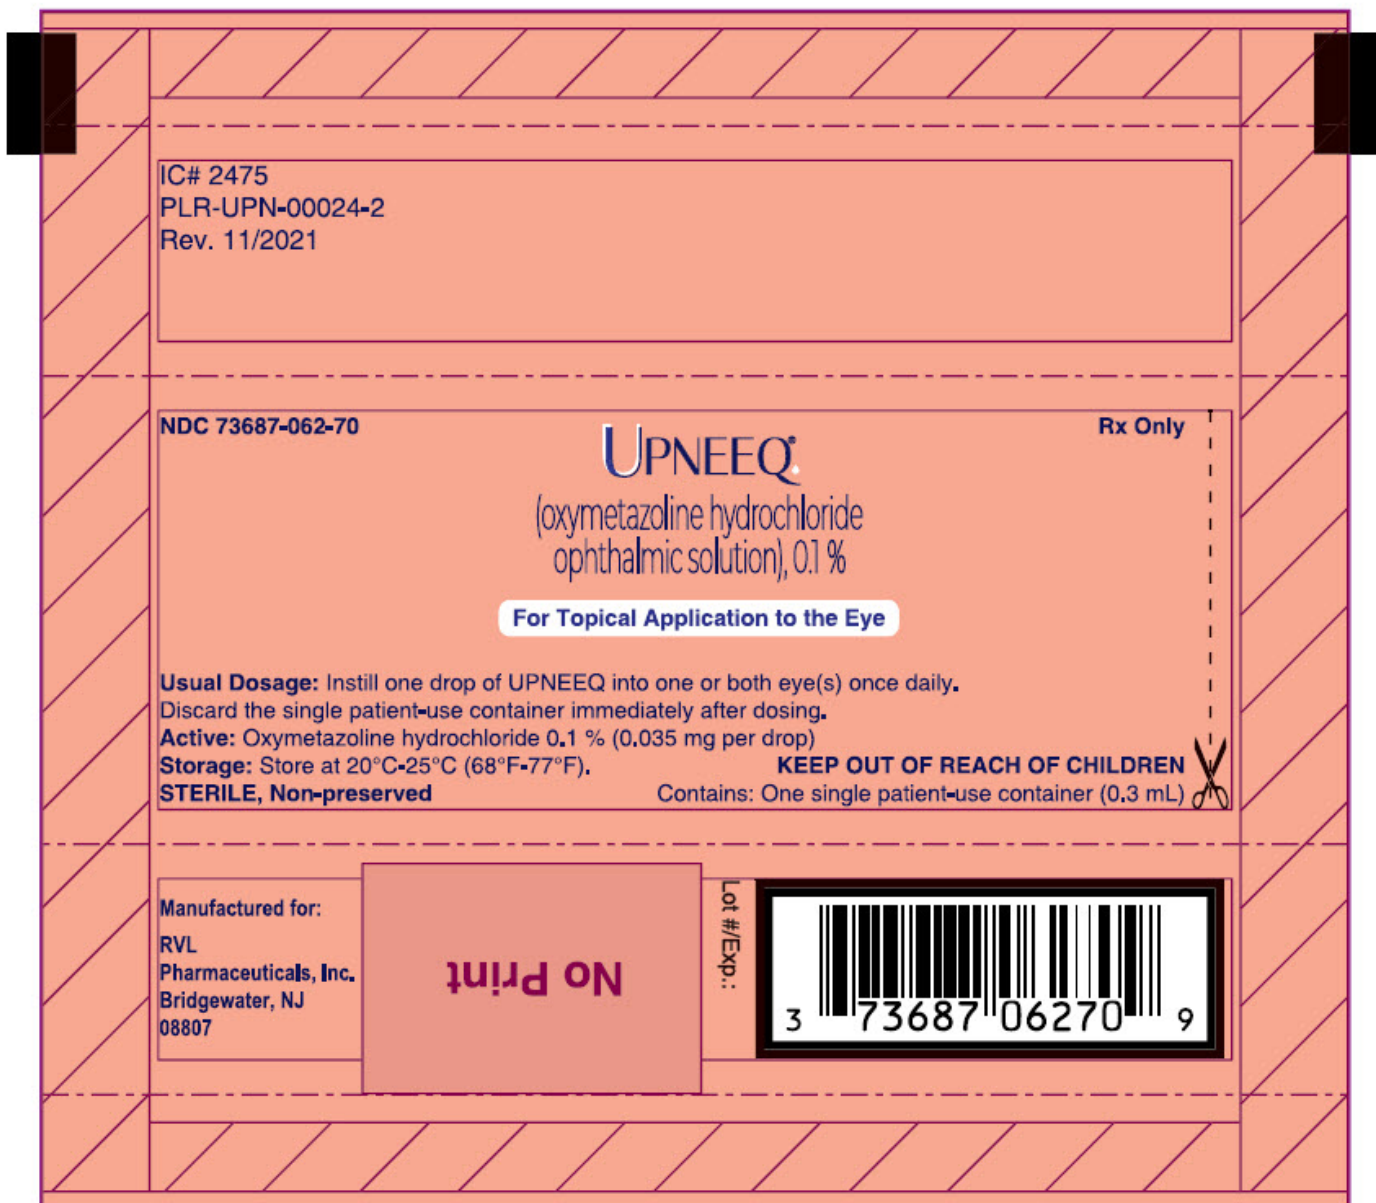 IC# 2475
PLR-UPN-00024-2
Rev. 11/2021
NDC 73687-062-70
Rx Only
UPNEEQ®
(oxymetazoline hydrochloride
ophthalmic solution), 0.1 %
For Topical Application to the Eye
Usual Dosage: Instill one drop of UPNEEQ into one or both eye(s) once daily.
Discard the single patient-use container immediately after dosing.
Active: Oxymetazoline hydrochloride 0.1 % (0.035 mg per drop)
Storage: Store at 20°C-25°C (68°F-77°F).
KEEP OUT OF REACH OF CHILDREN
STERILE, Non-preserved
Contains: One single patient-use container (0.3 mL)
Manufactured for:
RVL
Pharmaceuticals, Inc.
Bridgewater, NJ
08807
No Print
Lot #/Exp.:
3 73687 06270 9